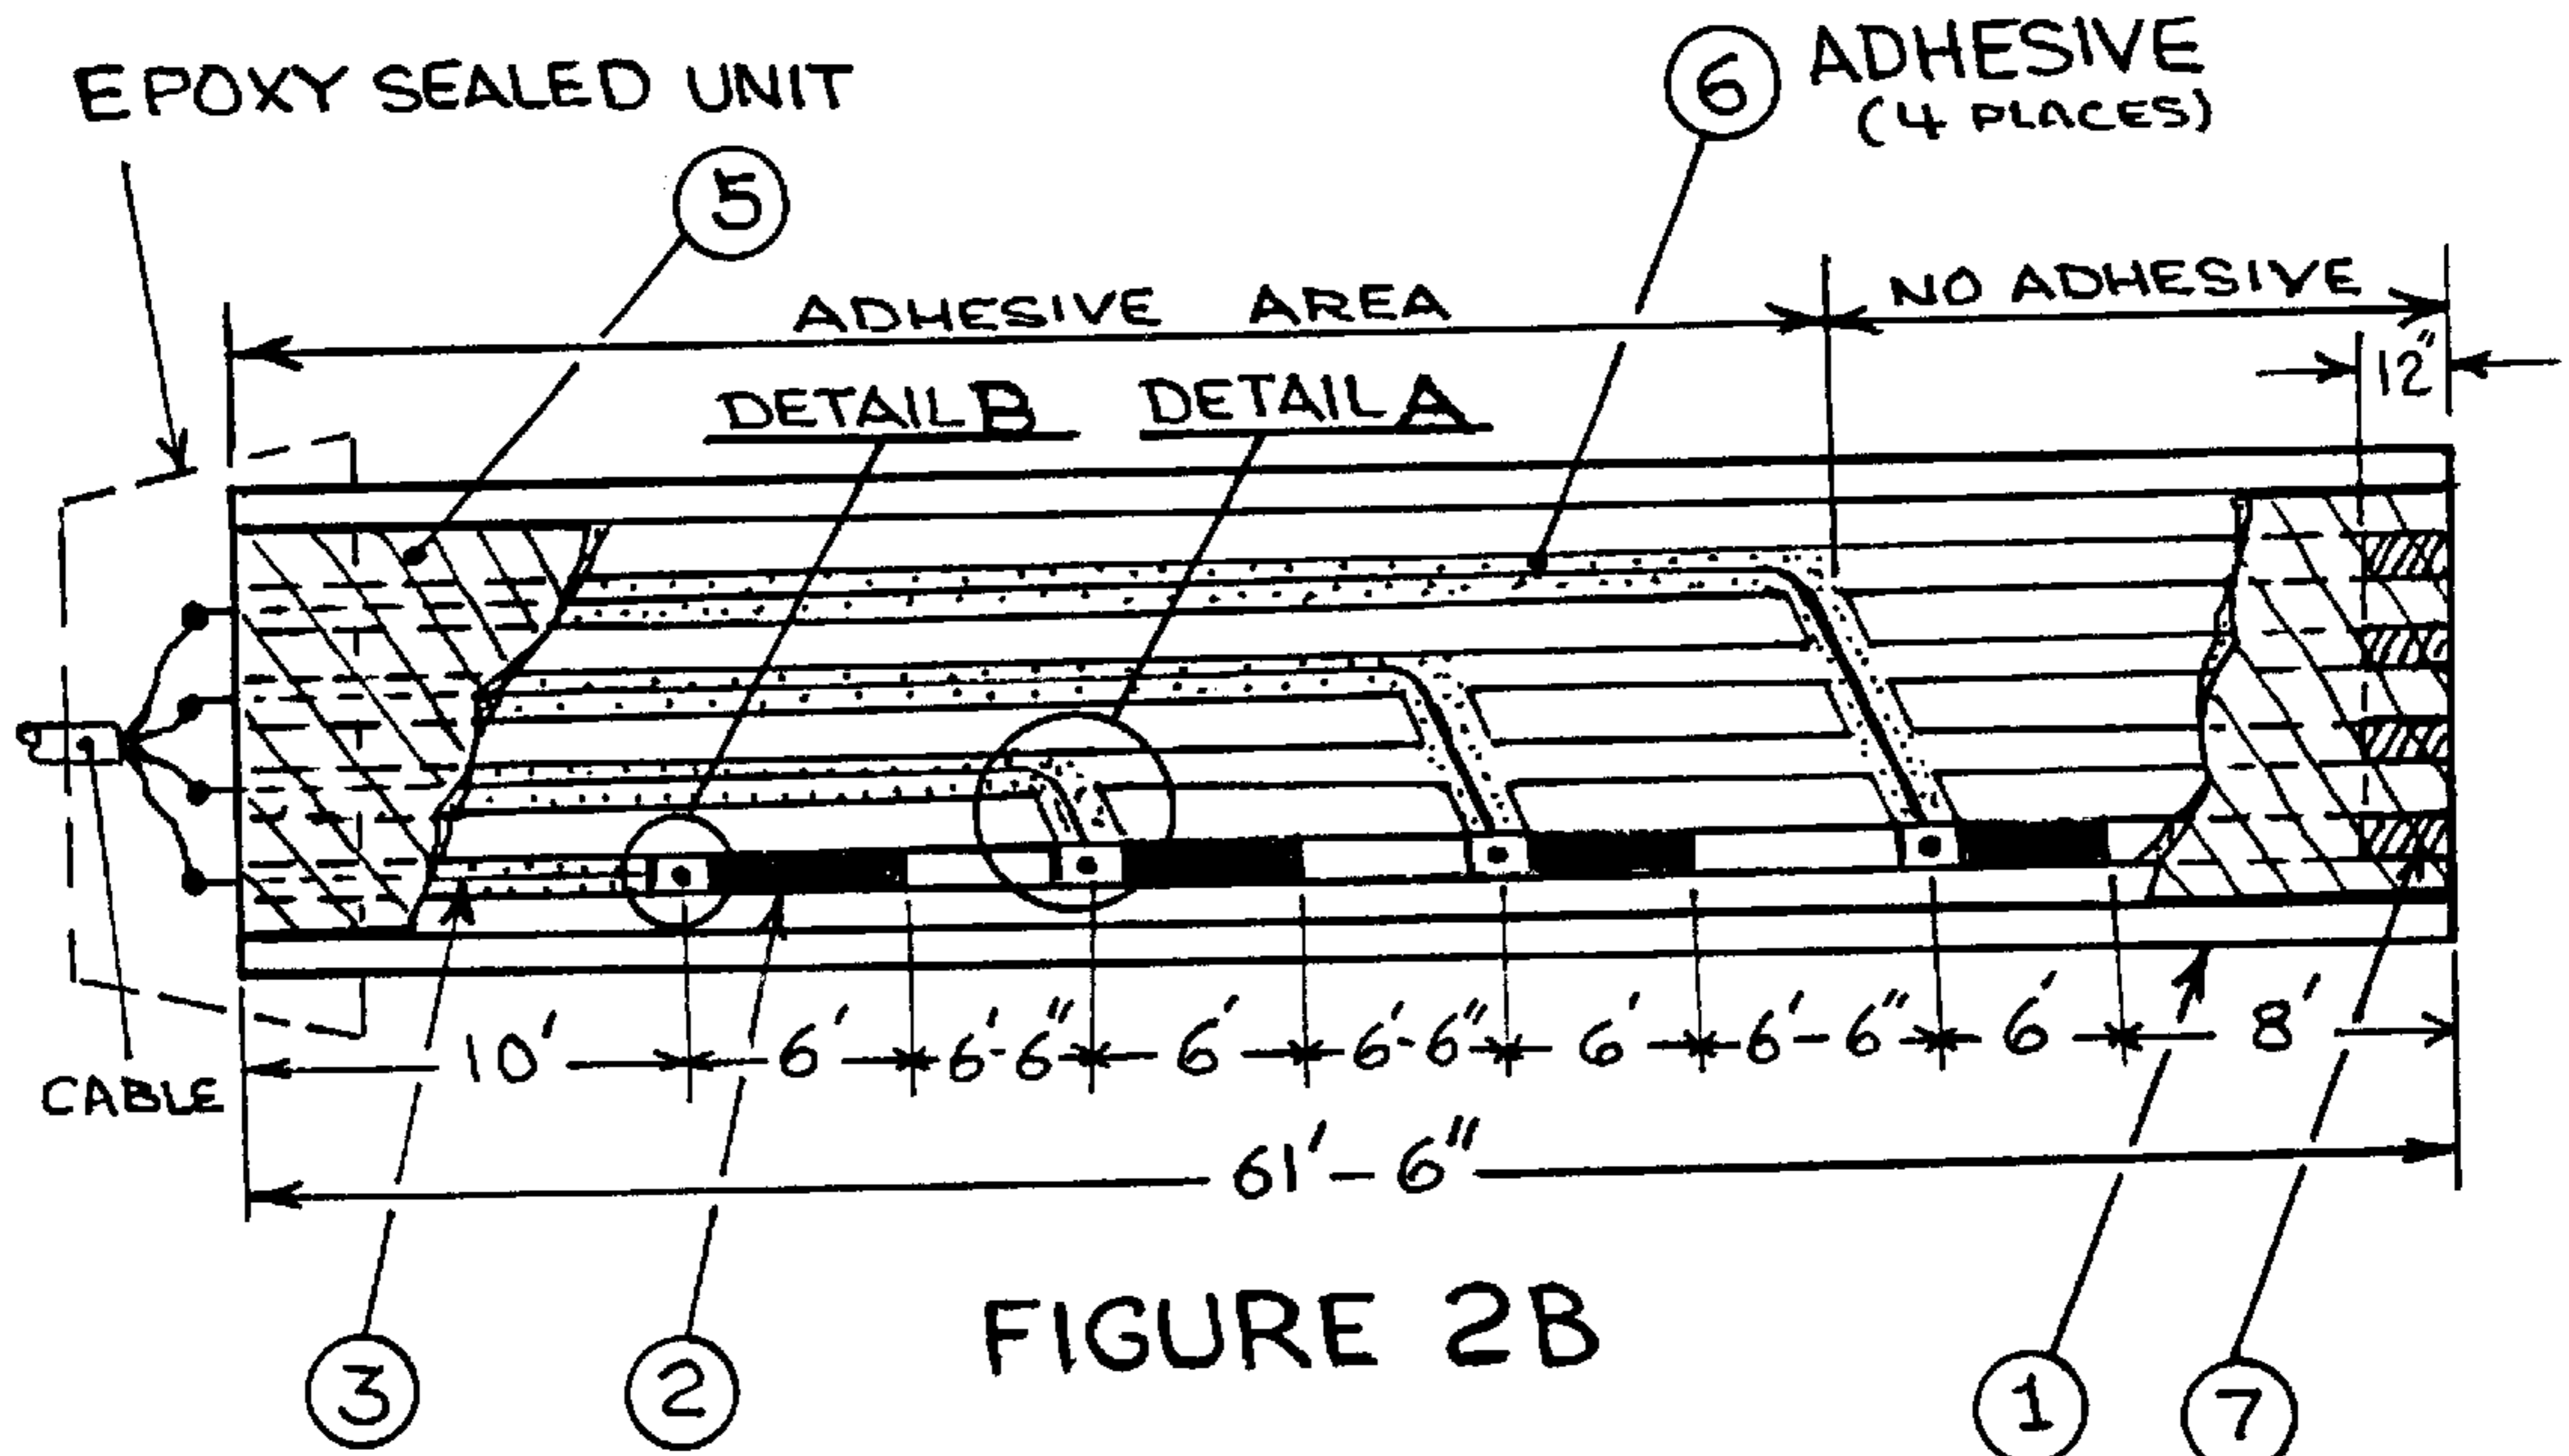 EPOXY SEALED UNIT
6 ADHESIVE
(4 PLACES)
5
ADHESIVE AREA
NO ADHESIVE
12"
DETAIL B
DETAIL A
10'
6'
6'-6"
6'
6'-6"
6'
6'-6"
6'
8'
CABLE
61'-6"
FIGURE 2B
3
2
1
7